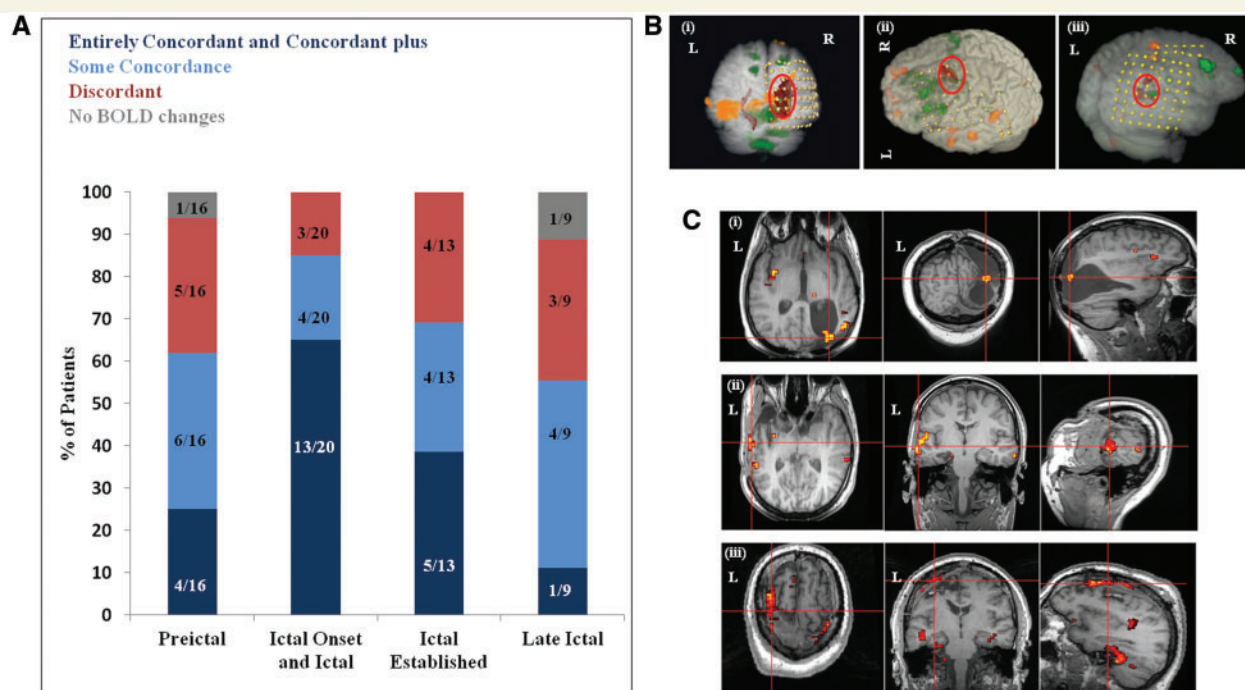 A
Entirely Concordant and Concordant plus
Some Concordance
Discordant
No BOLD changes
% of Patients
100
90
80
70
60
50
40
30
20
10
0
1/16
5/16
6/16
4/16
3/20
4/20
13/20
4/13
4/13
5/13
1/9
3/9
4/9
1/9
Preictal
Ictal Onset
and Ictal
Ictal
Established
Late Ictal
B
(i)
L
R
(ii)
R
L
(iii)
L
R
C
(i)
L
L
(ii)
L
L
(iii)
L
L